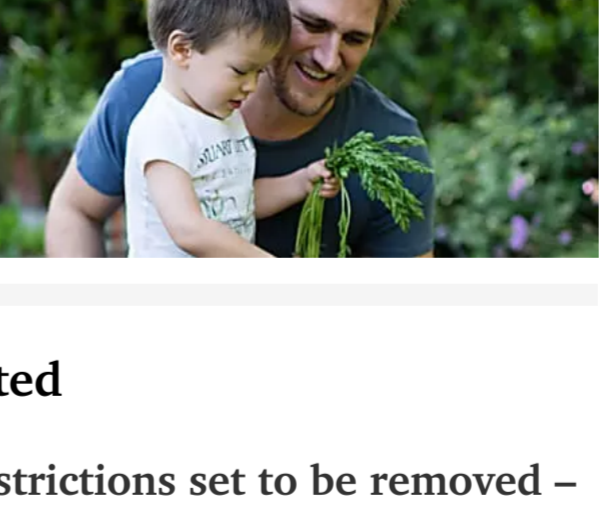 ted
strictions set to be removed –